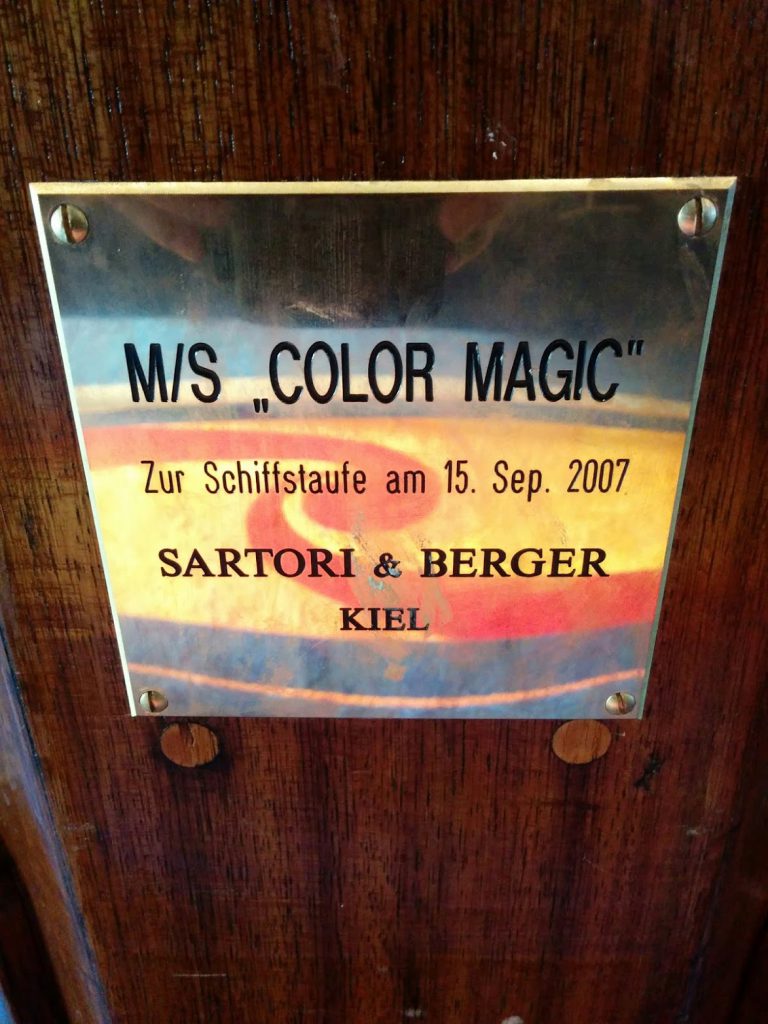 M/S „COLOR MAGIC"
Zur Schiffstaufe am 15. Sep. 2007
SARTORI & BERGER
KIEL